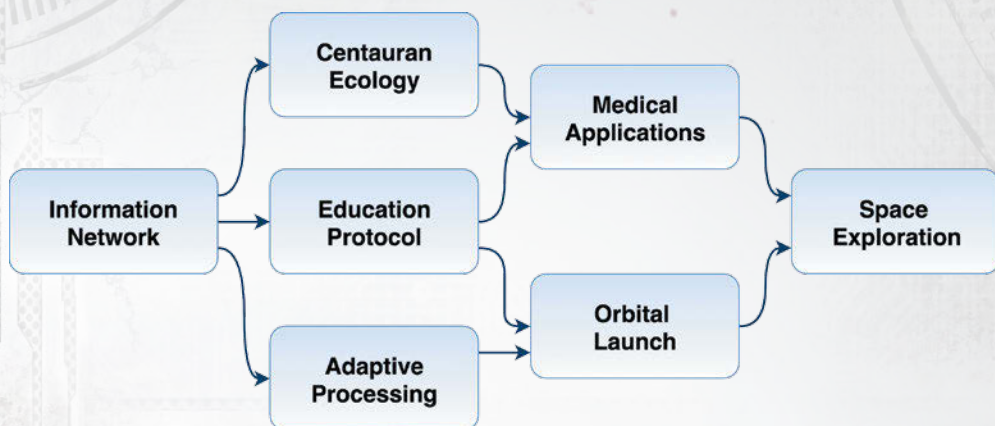 Centauran
Ecology
Medical
Applications
Information
Network
Education
Protocol
Space
Exploration
Orbital
Launch
Adaptive
Processing